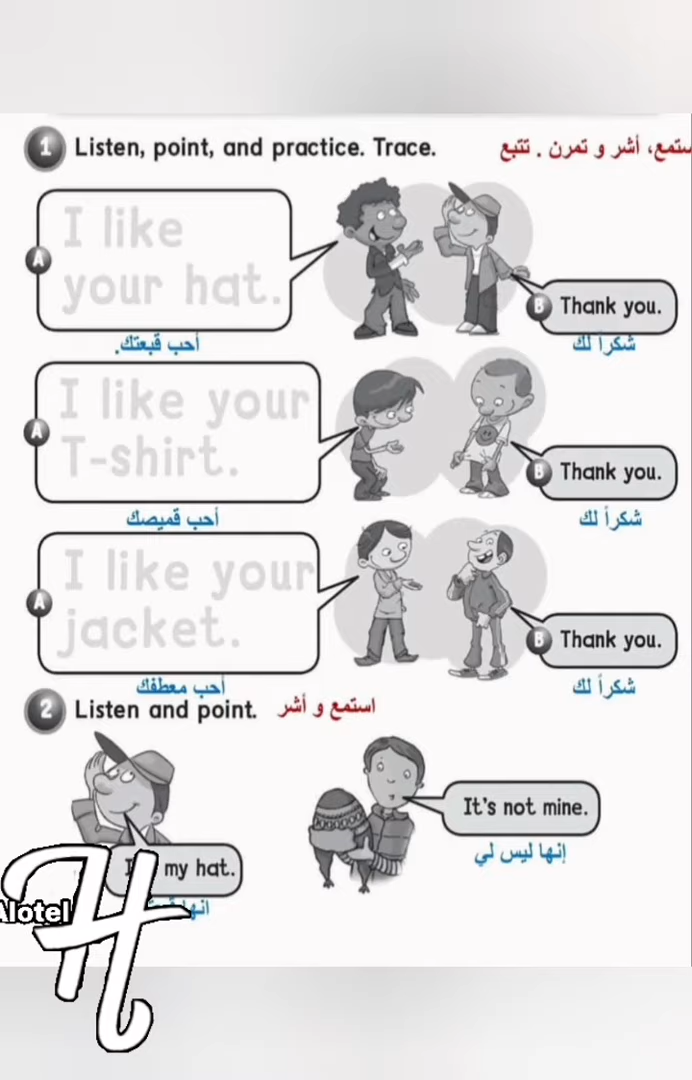 1 Listen, point, and practice. Trace. ستمع، أشر و تمرن . تتبع
A
I like
your hat.
B Thank you.
أحب قبعتك.
شكراً لك
A
I like your
T-shirt.
B Thank you.
أحب قميصك
شكراً لك
A
I like your
jacket.
B Thank you.
أحب معطفك
شكراً لك
2 Listen and point. استمع و أشر
It's not mine.
إنها ليس لي
my hat.
Alotel
H